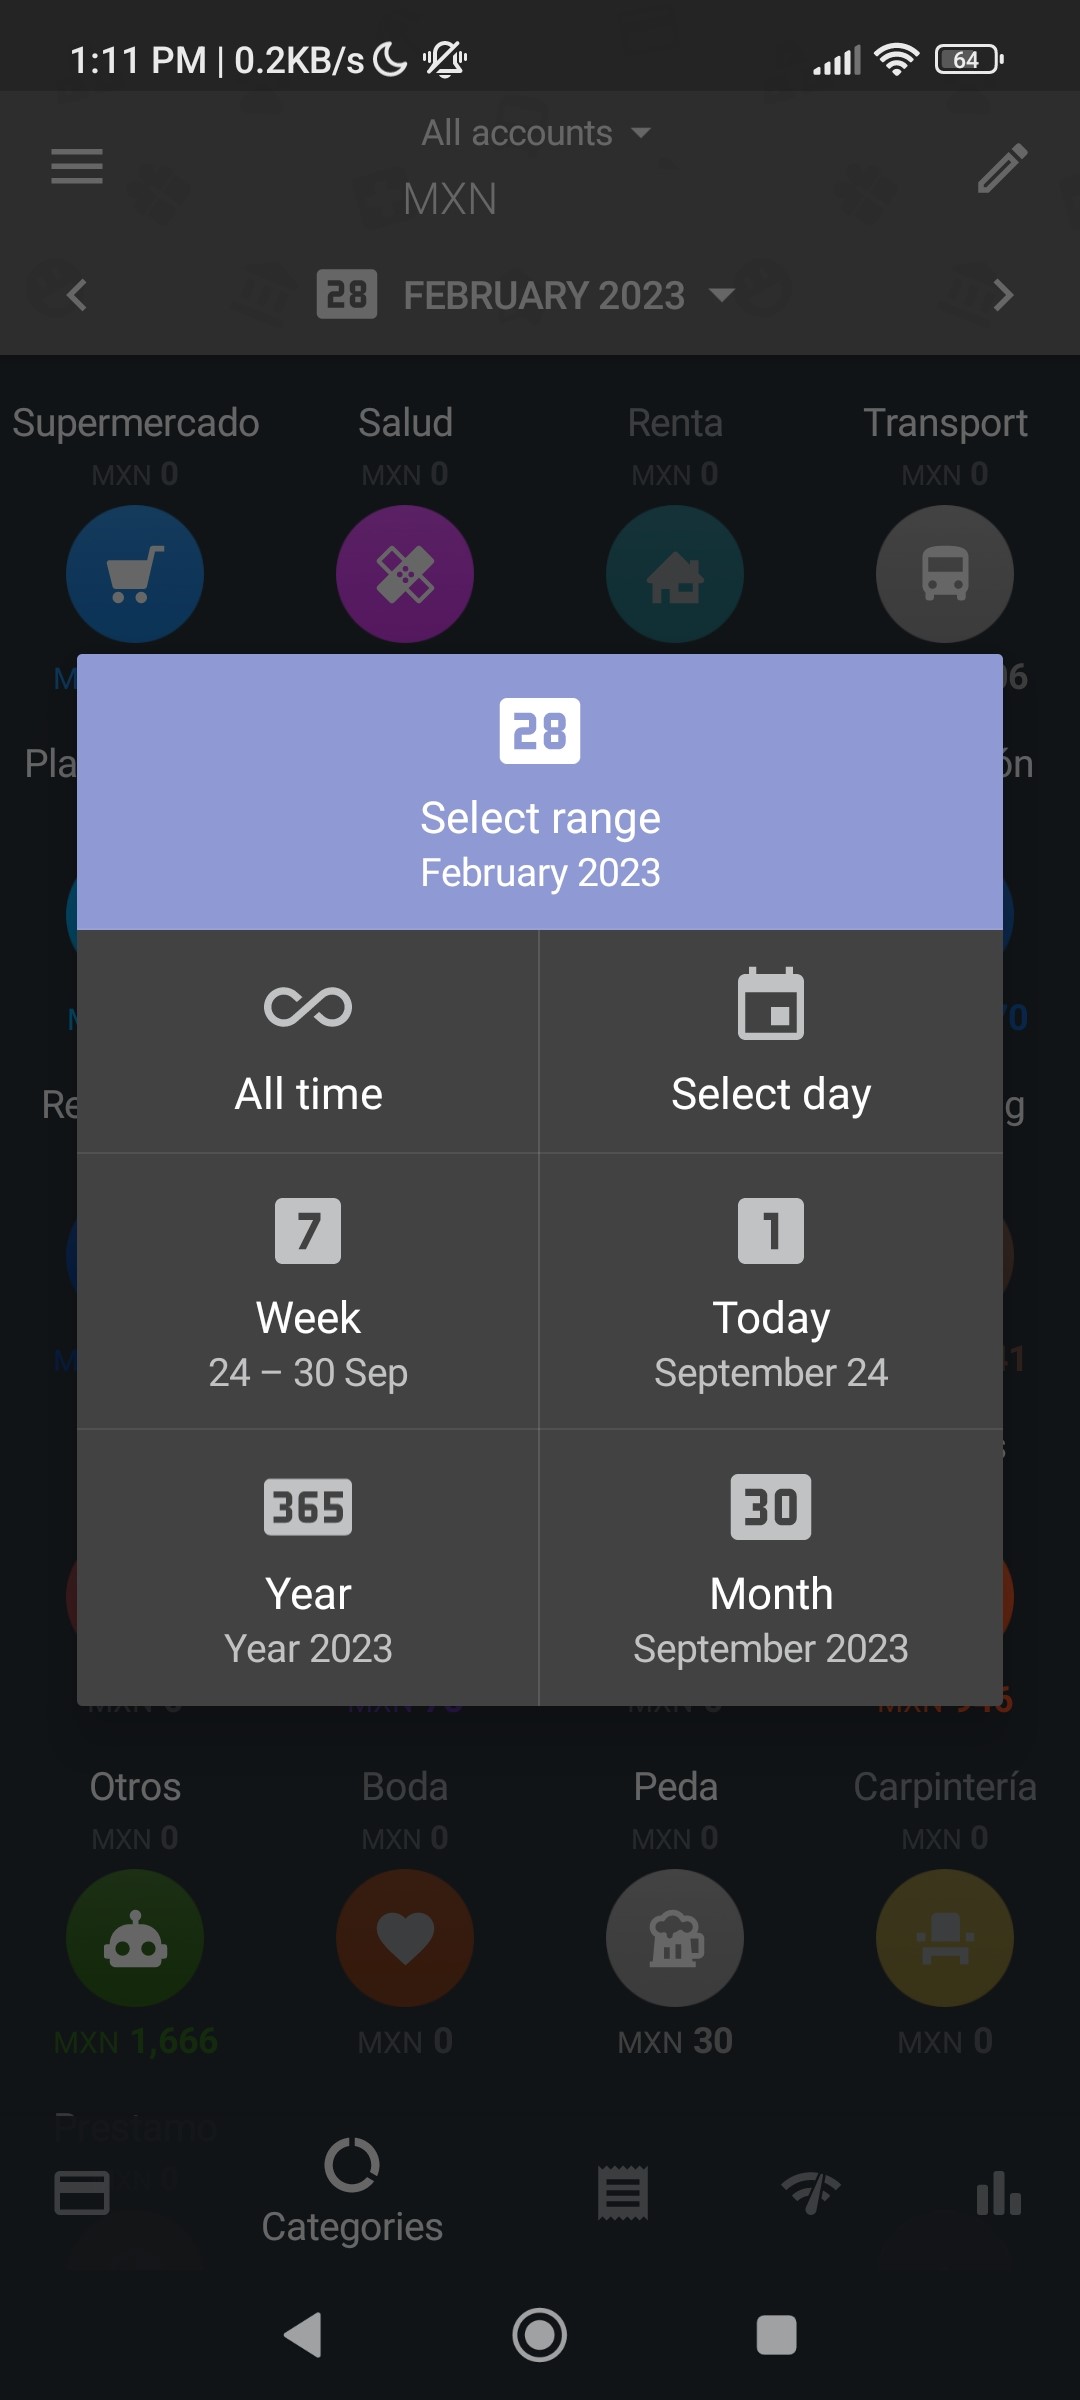 1:11 PM | 0.2KB/s
64
All accounts
MXN
28 FEBRUARY 2023
Supermercado Salud Renta Transport
MXN 0 MXN 0 MXN 0 MXN 0
28
Select range
February 2023
All time Select day
7 1
Week Today
24 – 30 Sep September 24
365 30
Year Month
Year 2023 September 2023
Otros Boda Peda Carpintería
MXN 0 MXN 0 MXN 0 MXN 0
MXN 1,666 MXN 0 MXN 30 MXN 0
Prestamo
Categories